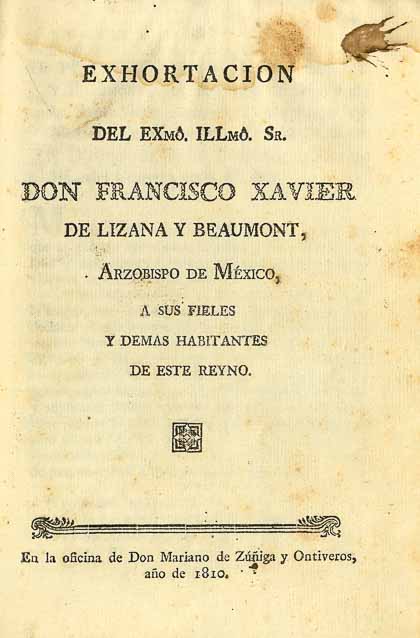 EXHORTACION
DEL EXmô. ILLmô. Sr.
DON FRANCISCO XAVIER
DE LIZANA Y BEAUMONT,
Arzobispo de México,
A SUS FIELES
Y DEMAS HABITANTES
DE ESTE REYNO.
En la oficina de Don Mariano de Zúñiga y Ontiveros,
año de 1810.